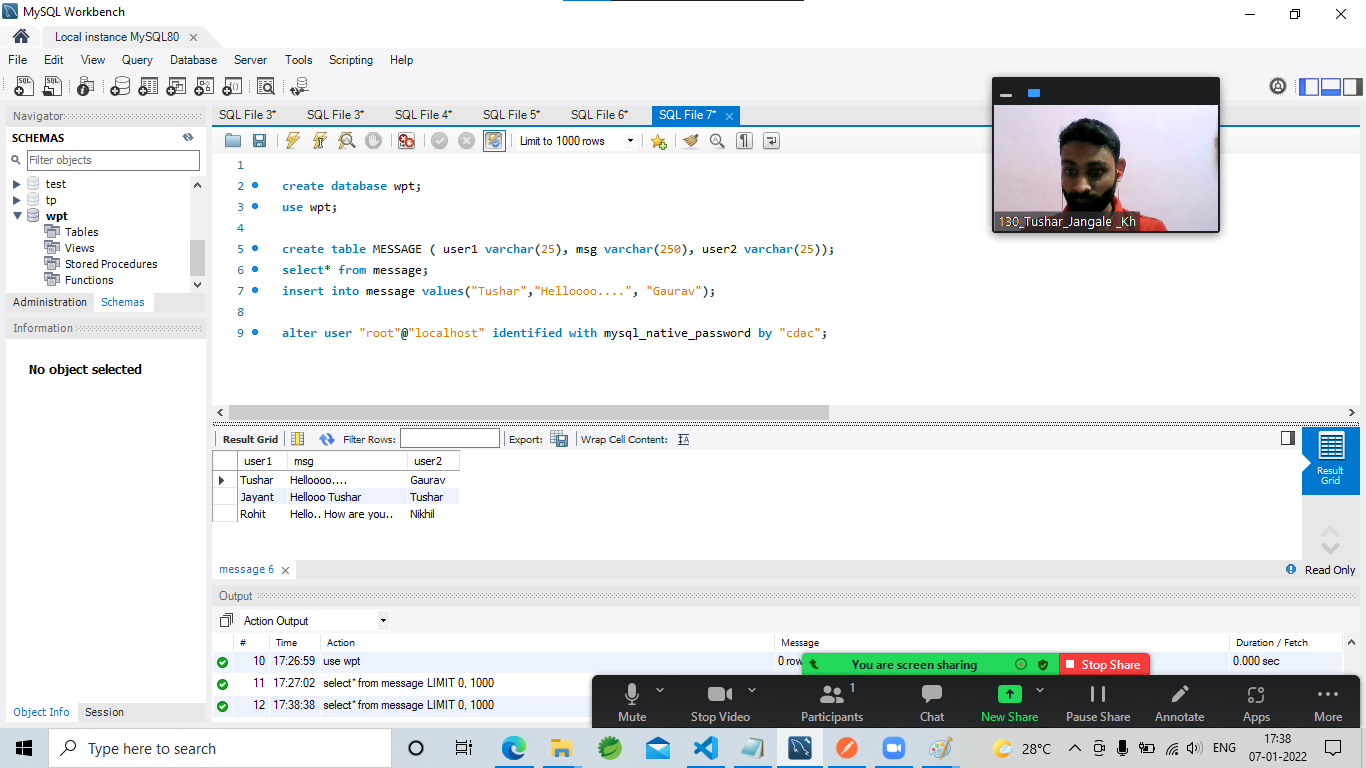 MySQL Workbench
Local instance MySQL80
File Edit View Query Database Server Tools Scripting Help
Navigator
SCHEMAS
Filter objects
test
tp
wpt
Tables
Views
Stored Procedures
Functions
Administration Schemas
Information
No object selected
Object Info Session
SQL File 3* SQL File 3* SQL File 4* SQL File 5* SQL File 6* SQL File 7*
Limit to 1000 rows
1
2 create database wpt;
3 use wpt;
4
5 create table MESSAGE ( user1 varchar(25), msg varchar(250), user2 varchar(25));
6 select* from message;
7 insert into message values("Tushar","Helloooo....", "Gaurav");
8
9 alter user "root"@"localhost" identified with mysql_native_password by "cdac";
130_Tushar_Jangale _Kh
Result Grid Filter Rows: Export: Wrap Cell Content:
user1 msg user2
Tushar Helloooo.... Gaurav
Jayant Hellooo Tushar Tushar
Rohit Hello.. How are you.. Nikhil
Result Grid
message 6
Read Only
Output
Action Output
# Time Action Message Duration / Fetch
10 17:26:59 use wpt 0 row 0.000 sec
11 17:27:02 select* from message LIMIT 0, 1000
12 17:38:38 select* from message LIMIT 0, 1000
You are screen sharing Stop Share
Mute Stop Video Participants 1 Chat New Share Pause Share Annotate Apps More
Type here to search
28°C
ENG
17:38
07-01-2022